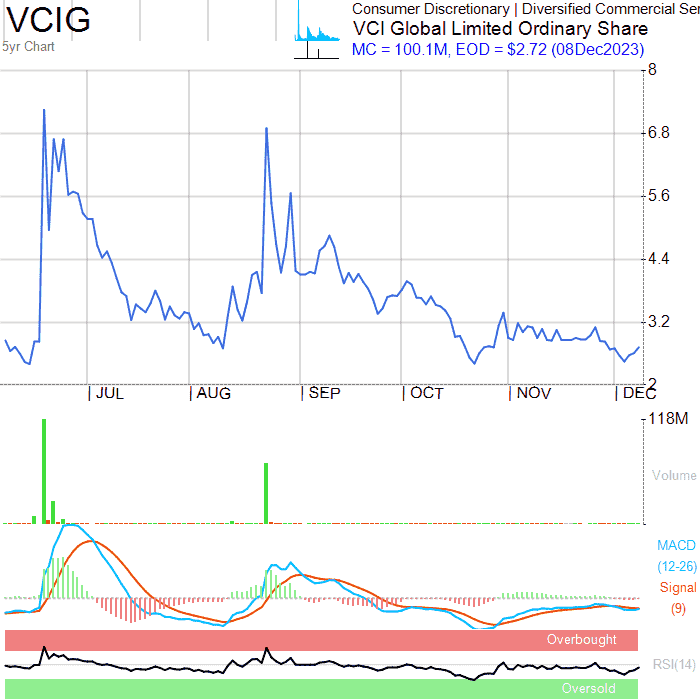 VCIG
5yr Chart
Consumer Discretionary | Diversified Commercial Ser
VCI Global Limited Ordinary Share
MC = 100.1M, EOD = $2.72 (08Dec2023)
8
6.8
5.6
4.4
3.2
2
| JUL | AUG | SEP | OCT | NOV | DEC
118M
Volume
MACD
(12-26)
Signal
(9)
Overbought
RSI(14)
Oversold